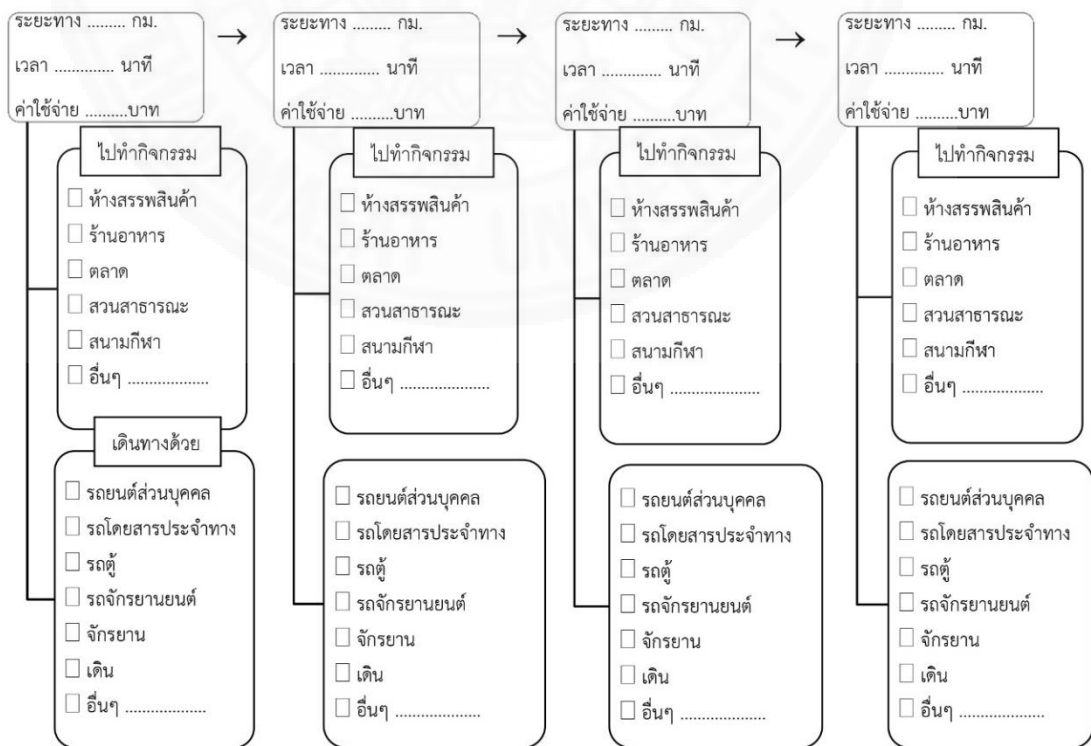 ระยะทาง ......... กม.
เวลา ............. นาที
ค่าใช้จ่าย ..........บาท
ไปทำกิจกรรม
ห้างสรรพสินค้า
ร้านอาหาร
ตลาด
สวนสาธารณะ
สนามกีฬา
อื่นๆ ....................
เดินทางด้วย
รถยนต์ส่วนบุคคล
รถโดยสารประจำทาง
รถตู้
รถจักรยานยนต์
จักรยาน
เดิน
อื่นๆ ....................
→
ระยะทาง ......... กม.
เวลา ............. นาที
ค่าใช้จ่าย ..........บาท
ไปทำกิจกรรม
ห้างสรรพสินค้า
ร้านอาหาร
ตลาด
สวนสาธารณะ
สนามกีฬา
อื่นๆ ......................
รถยนต์ส่วนบุคคล
รถโดยสารประจำทาง
รถตู้
รถจักรยานยนต์
จักรยาน
เดิน
อื่นๆ ....................
→
ระยะทาง ......... กม.
เวลา ............. นาที
ค่าใช้จ่าย ..........บาท
ไปทำกิจกรรม
ห้างสรรพสินค้า
ร้านอาหาร
ตลาด
สวนสาธารณะ
สนามกีฬา
อื่นๆ ....................
รถยนต์ส่วนบุคคล
รถโดยสารประจำทาง
รถตู้
รถจักรยานยนต์
จักรยาน
เดิน
อื่นๆ ....................
→
ระยะทาง ......... กม.
เวลา ............. นาที
ค่าใช้จ่าย ..........บาท
ไปทำกิจกรรม
ห้างสรรพสินค้า
ร้านอาหาร
ตลาด
สวนสาธารณะ
สนามกีฬา
อื่นๆ ....................
รถยนต์ส่วนบุคคล
รถโดยสารประจำทาง
รถตู้
รถจักรยานยนต์
จักรยาน
เดิน
อื่นๆ ....................